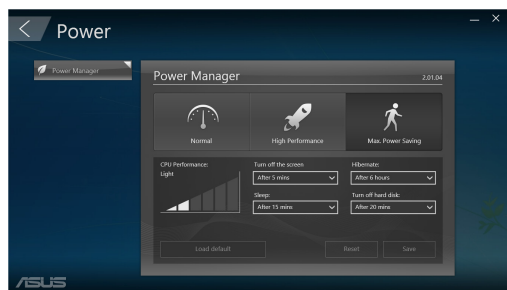 Power
Power Manager
Power Manager 2.01.04
Normal High Performance Max. Power Saving
CPU Performance: Turn off the screen Hibernate:
Light After 5 mins After 6 hours
Sleep: Turn off hard disk:
After 15 mins After 20 mins
Load default Reset Save
ASUS